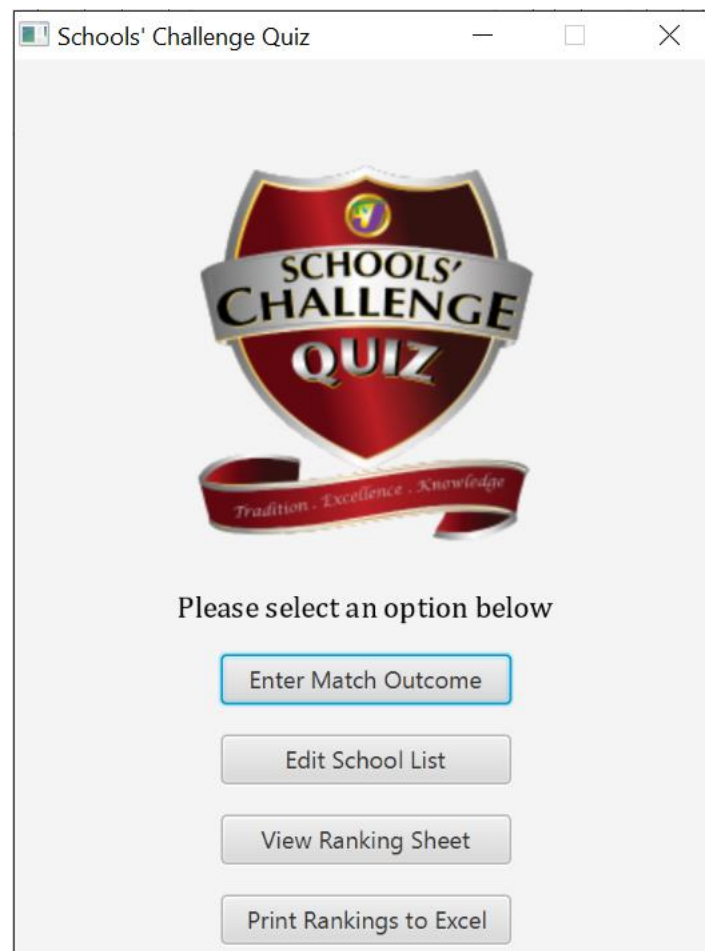 Schools' Challenge Quiz
SCHOOLS'
CHALLENGE
QUIZ
Tradition . Excellence . Knowledge
Please select an option below
Enter Match Outcome
Edit School List
View Ranking Sheet
Print Rankings to Excel